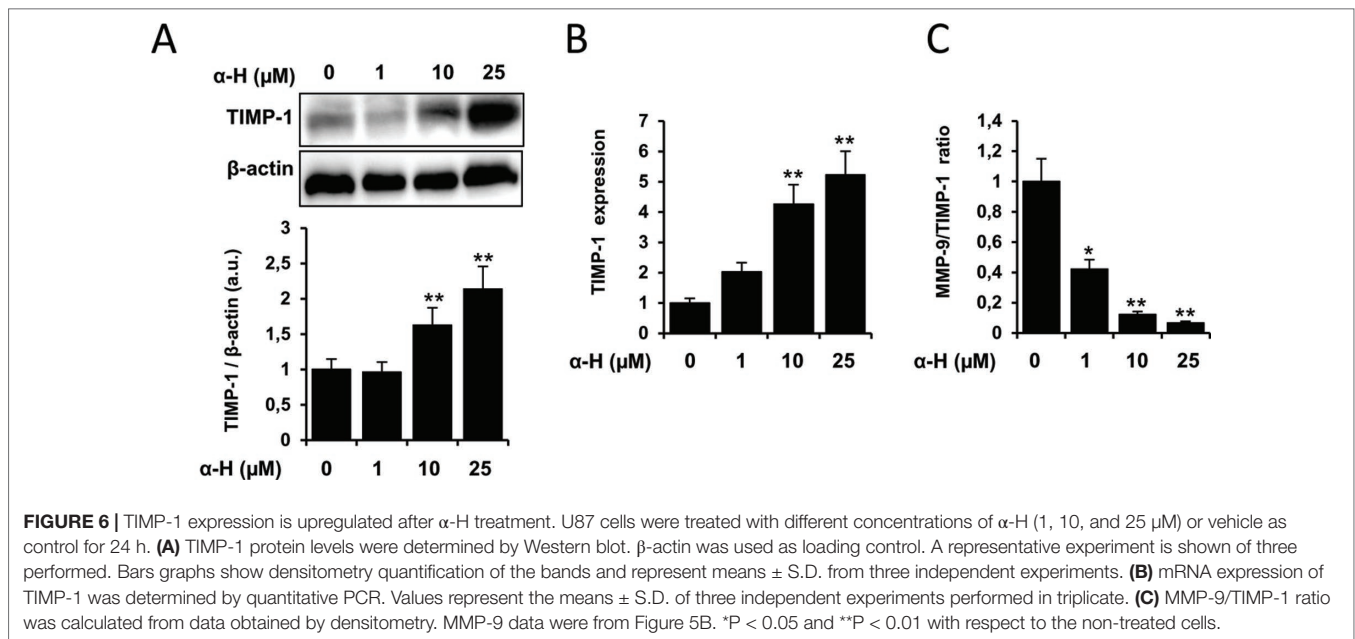 A
α-H (µM) 0 1 10 25
TIMP-1
β-actin
TIMP-1 / β-actin (a.u.)
3
2,5
2
1,5
1
0,5
0
** **
α-H (µM) 0 1 10 25
B
TIMP-1 expression
7
6
5
4
3
2
1
0
** **
α-H (µM) 0 1 10 25
C
MMP-9/TIMP-1 ratio
1,4
1,2
1
0,8
0,6
0,4
0,2
0
* ** **
α-H (µM) 0 1 10 25
FIGURE 6 | TIMP-1 expression is upregulated after α-H treatment. U87 cells were treated with different concentrations of α-H (1, 10, and 25 µM) or vehicle as
control for 24 h. (A) TIMP-1 protein levels were determined by Western blot. β-actin was used as loading control. A representative experiment is shown of three
performed. Bars graphs show densitometry quantification of the bands and represent means ± S.D. from three independent experiments. (B) mRNA expression of
TIMP-1 was determined by quantitative PCR. Values represent the means ± S.D. of three independent experiments performed in triplicate. (C) MMP-9/TIMP-1 ratio
was calculated from data obtained by densitometry. MMP-9 data were from Figure 5B. *P < 0.05 and **P < 0.01 with respect to the non-treated cells.